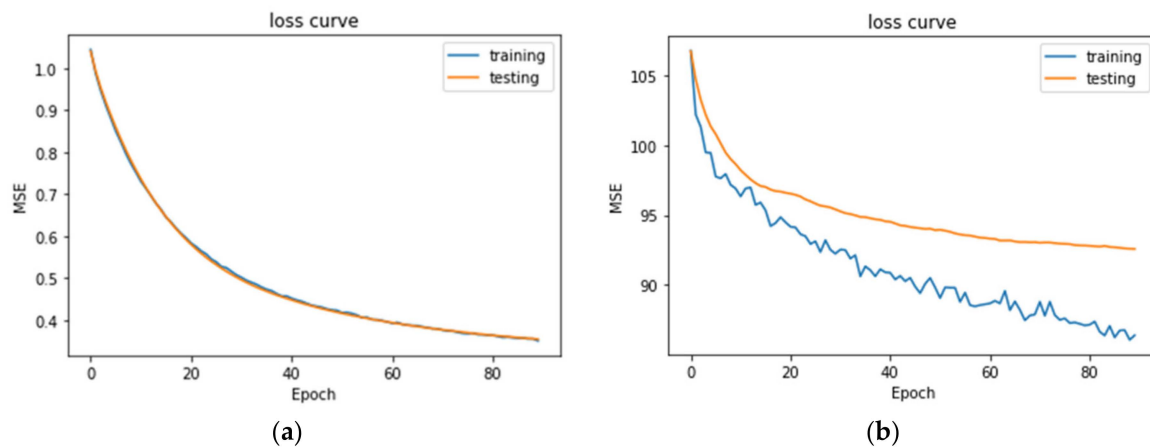 loss curve
training
testing
MSE
1.0
0.9
0.8
0.7
0.6
0.5
0.4
0 20 40 60 80
Epoch
(a)
loss curve
training
testing
MSE
105
100
95
90
0 20 40 60 80
Epoch
(b)